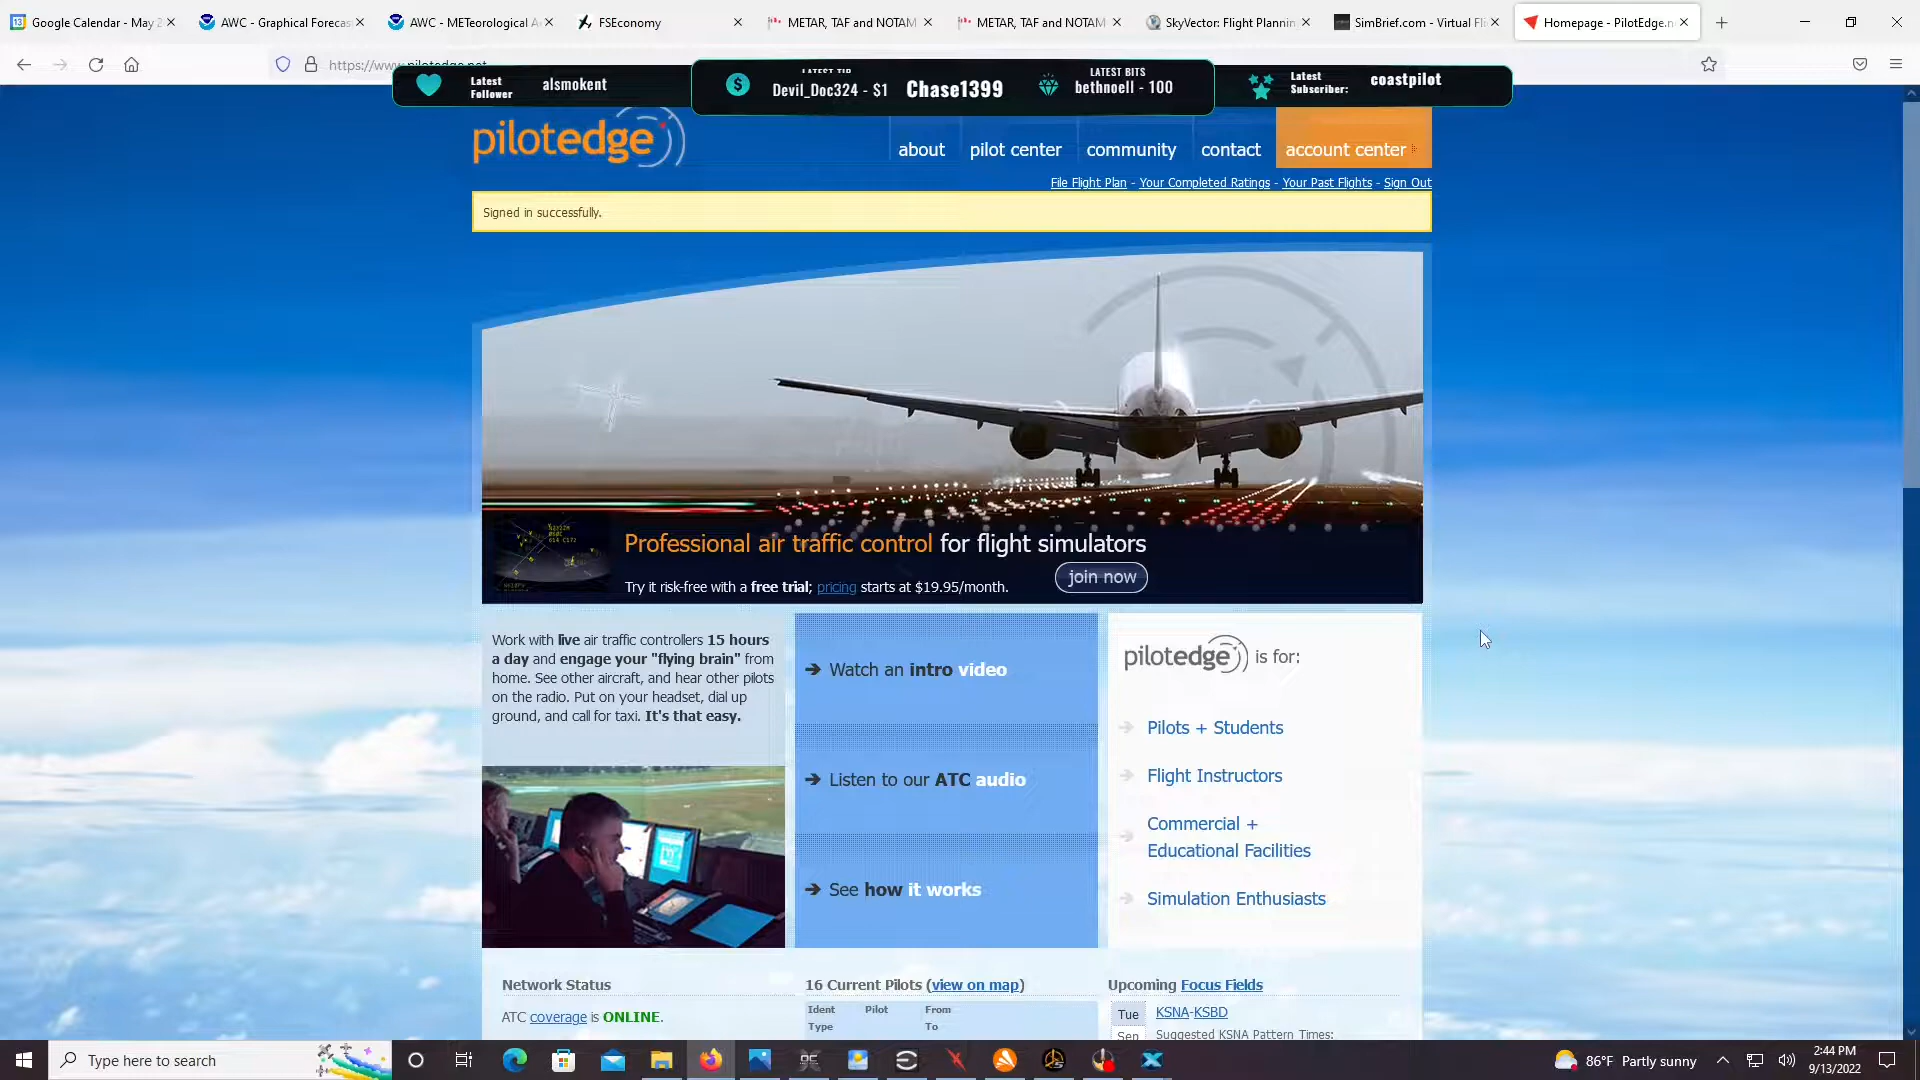 Google Calendar - May 2
AWC - Graphical Forecas
AWC - METeorological A
FSEconomy
METAR, TAF and NOTAM
METAR, TAF and NOTAM
SkyVector: Flight Planning
SimBrief.com - Virtual Fli
Homepage - PilotEdge.n
https://www.pilotedge.net
Latest
Follower
alsmokent
LATEST TIP
Devil_Doc324 - $1
Chase1399
LATEST BITS
bethnoell - 100
Latest
Subscriber:
coastpilot
pilotedge
about
pilot center
community
contact
account center
File Flight Plan - Your Completed Ratings - Your Past Flights - Sign Out
Signed in successfully.
Professional air traffic control for flight simulators
Try it risk-free with a free trial; pricing starts at $19.95/month.
join now
Work with live air traffic controllers 15 hours
a day and engage your "flying brain" from
home. See other aircraft, and hear other pilots
on the radio. Put on your headset, dial up
ground, and call for taxi. It's that easy.
Watch an intro video
Listen to our ATC audio
See how it works
pilotedge is for:
Pilots + Students
Flight Instructors
Commercial +
Educational Facilities
Simulation Enthusiasts
Network Status
ATC coverage is ONLINE.
16 Current Pilots (view on map)
Ident Pilot From
Type To
Upcoming Focus Fields
Tue
Sep
KSNA-KSBD
Suggested KSNA Pattern Times:
Type here to search
86°F Partly sunny
2:44 PM
9/13/2022